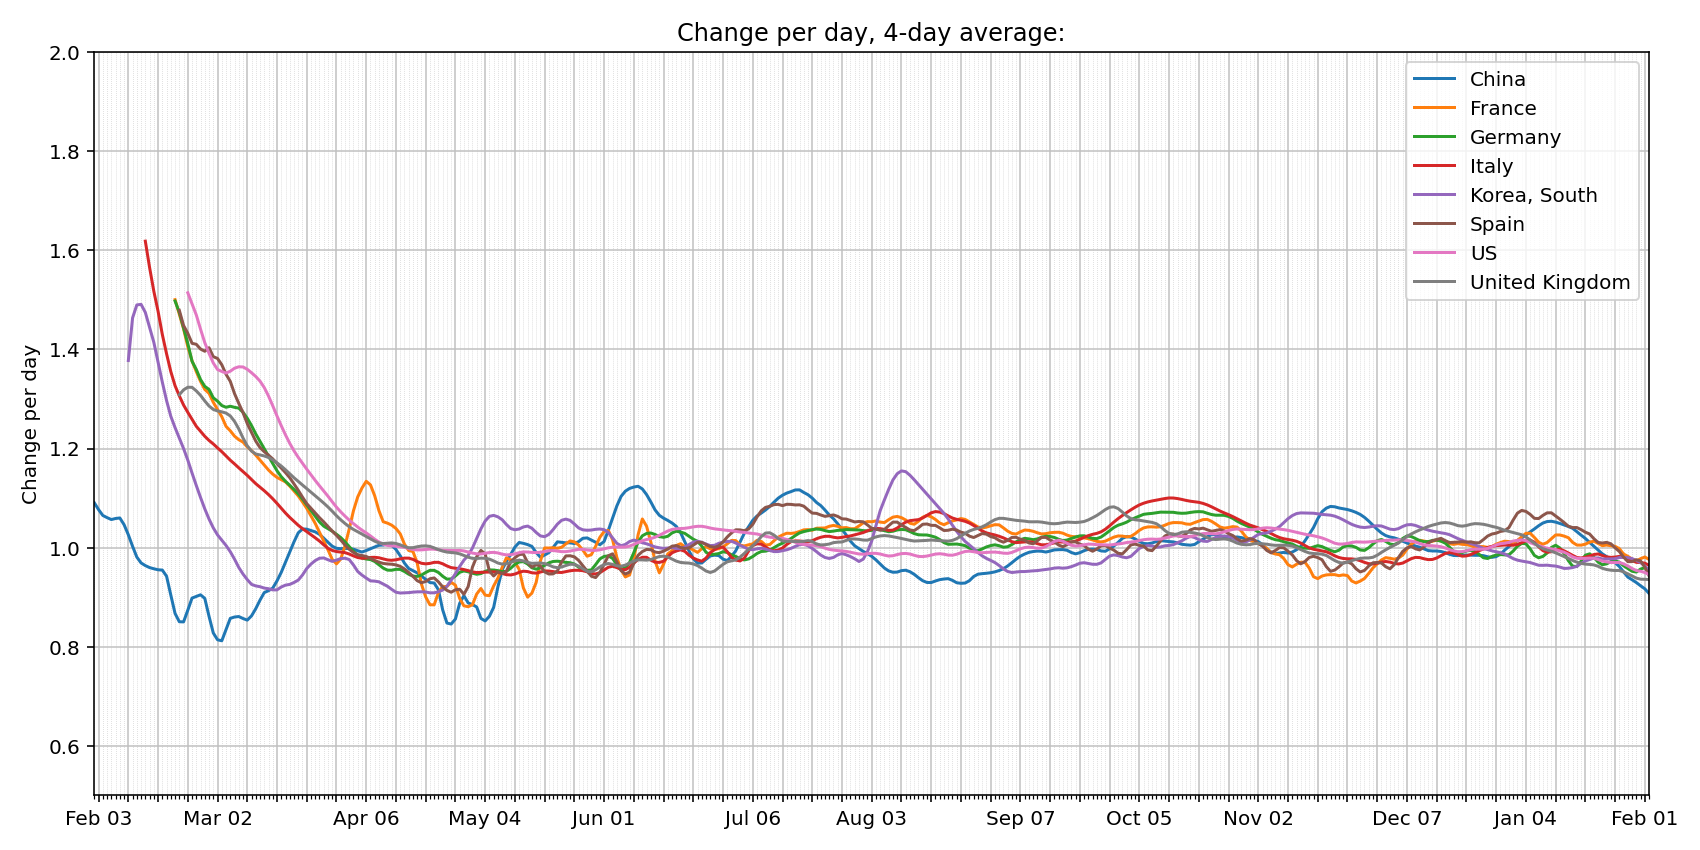 Change per day, 4-day average:
2.0
1.8
1.6
1.4
1.2
1.0
0.8
0.6
Change per day
China
France
Germany
Italy
Korea, South
Spain
US
United Kingdom
Feb 03 Mar 02 Apr 06 May 04 Jun 01 Jul 06 Aug 03 Sep 07 Oct 05 Nov 02 Dec 07 Jan 04 Feb 01